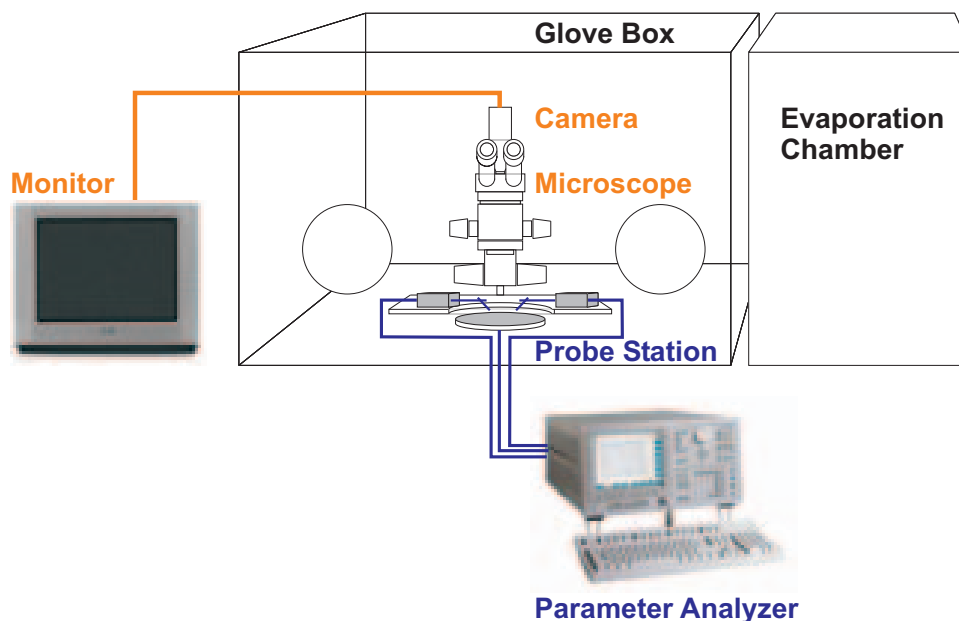 Glove Box
Camera
Evaporation
Chamber
Monitor
Microscope
Probe Station
Parameter Analyzer